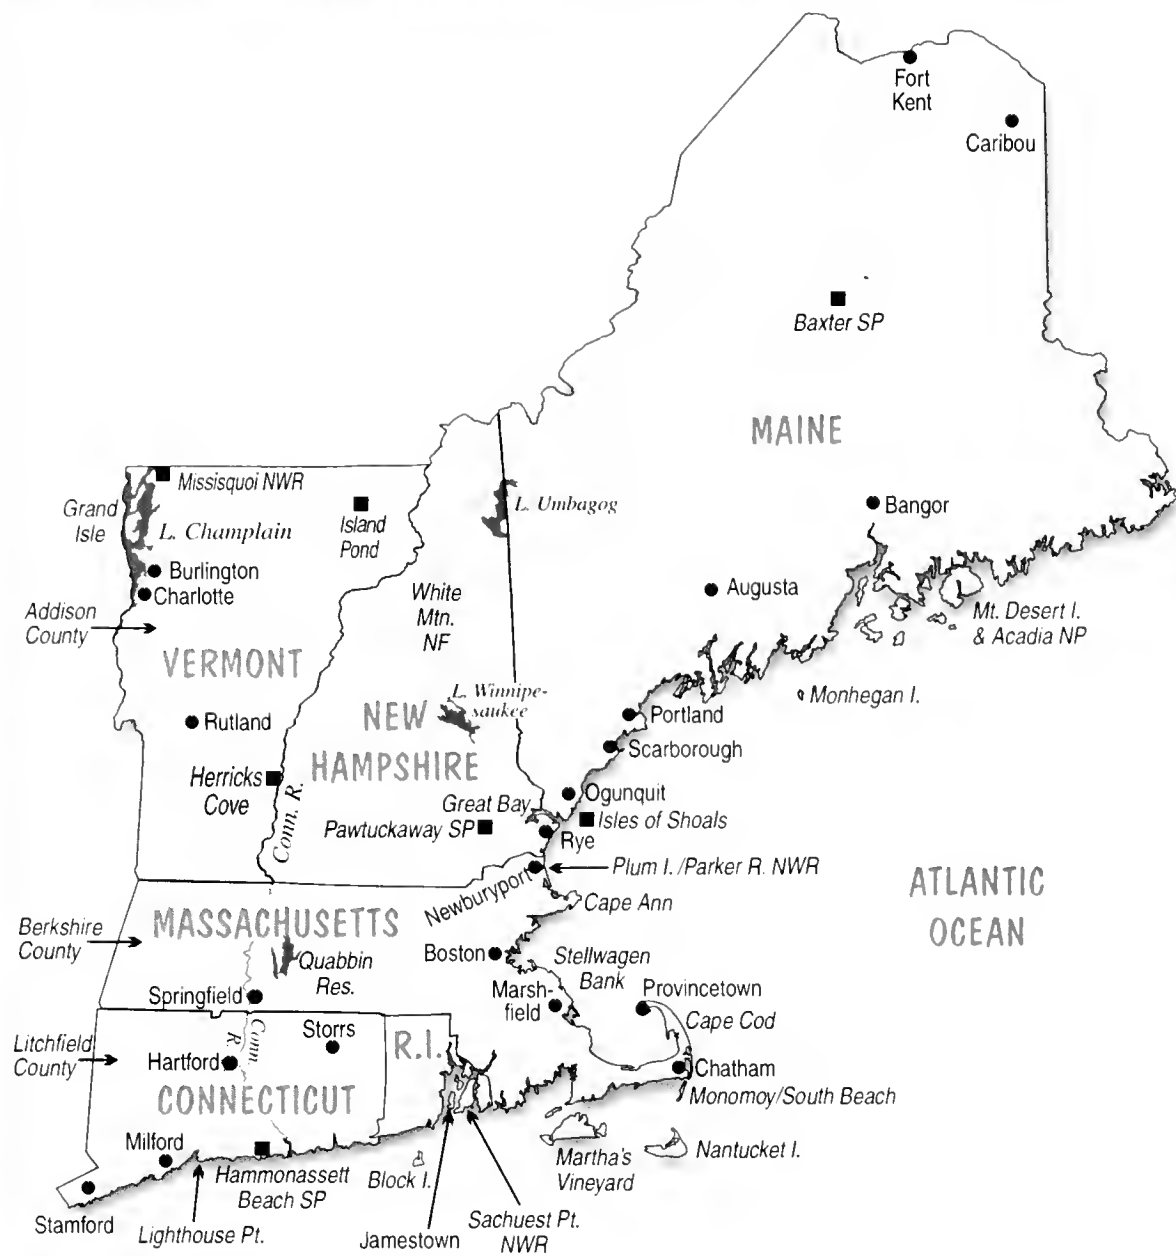 Fort
Kent
Caribou
Baxter SP
MAINE
Missisquoi NWR
Grand
Isle
L. Champlain
Island
Pond
L. Umbagog
Bangor
Burlington
Charlotte
White
Mtn.
NF
Augusta
Addison
County
Mt. Desert I.
& Acadia NP
VERMONT
L. Winnipe-
saukee
Monhegan I.
Rutland
NEW
HAMPSHIRE
Portland
Scarborough
Herricks
Cove
Conn. R.
Great Bay
Ogunquit
Pawtuckaway SP
Isles of Shoals
Rye
Plum I./Parker R. NWR
Newburyport
Cape Ann
ATLANTIC
OCEAN
MASSACHUSETTS
Berkshire
County
Quabbin
Res.
Boston
Stellwagen
Bank
Springfield
Marsh-
field
Provincetown
Cape Cod
Litchfield
County
Conn.
R.
Storrs
R.I.
Hartford
Chatham
CONNECTICUT
Monomoy/South Beach
Milford
Hammonassett
Beach SP
Block I.
Martha's
Vineyard
Nantucket I.
Stamford
Lighthouse Pt.
Jamestown
Sachuest Pt.
NWR